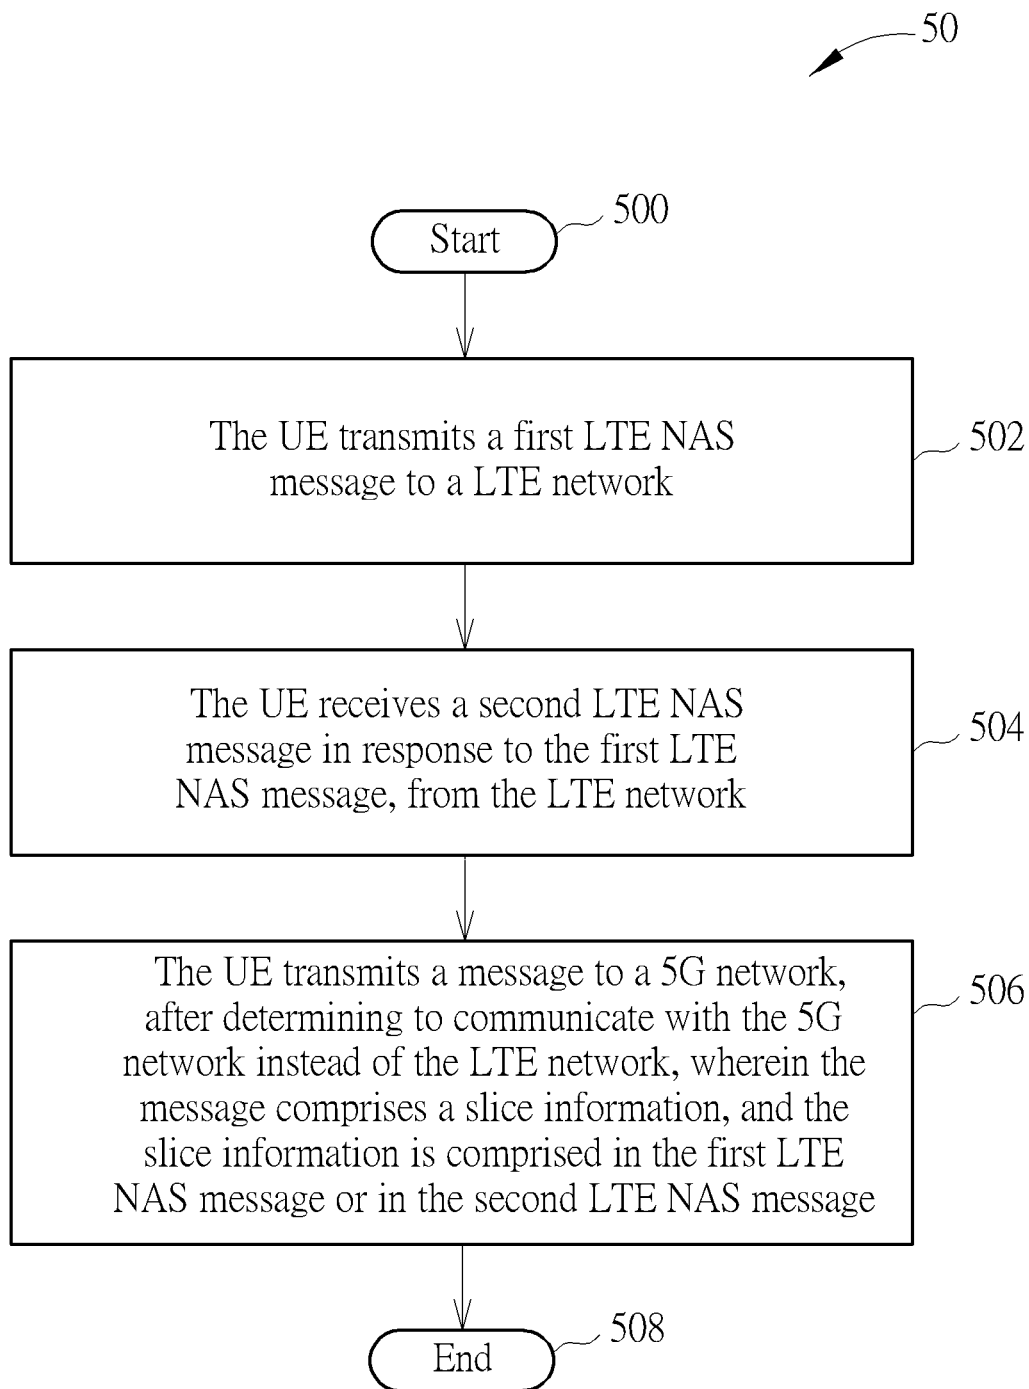 50
Start
500
The UE transmits a first LTE NAS
message to a LTE network
502
The UE receives a second LTE NAS
message in response to the first LTE
NAS message, from the LTE network
504
The UE transmits a message to a 5G network,
after determining to communicate with the 5G
network instead of the LTE network, wherein the
message comprises a slice information, and the
slice information is comprised in the first LTE
NAS message or in the second LTE NAS message
506
End
508